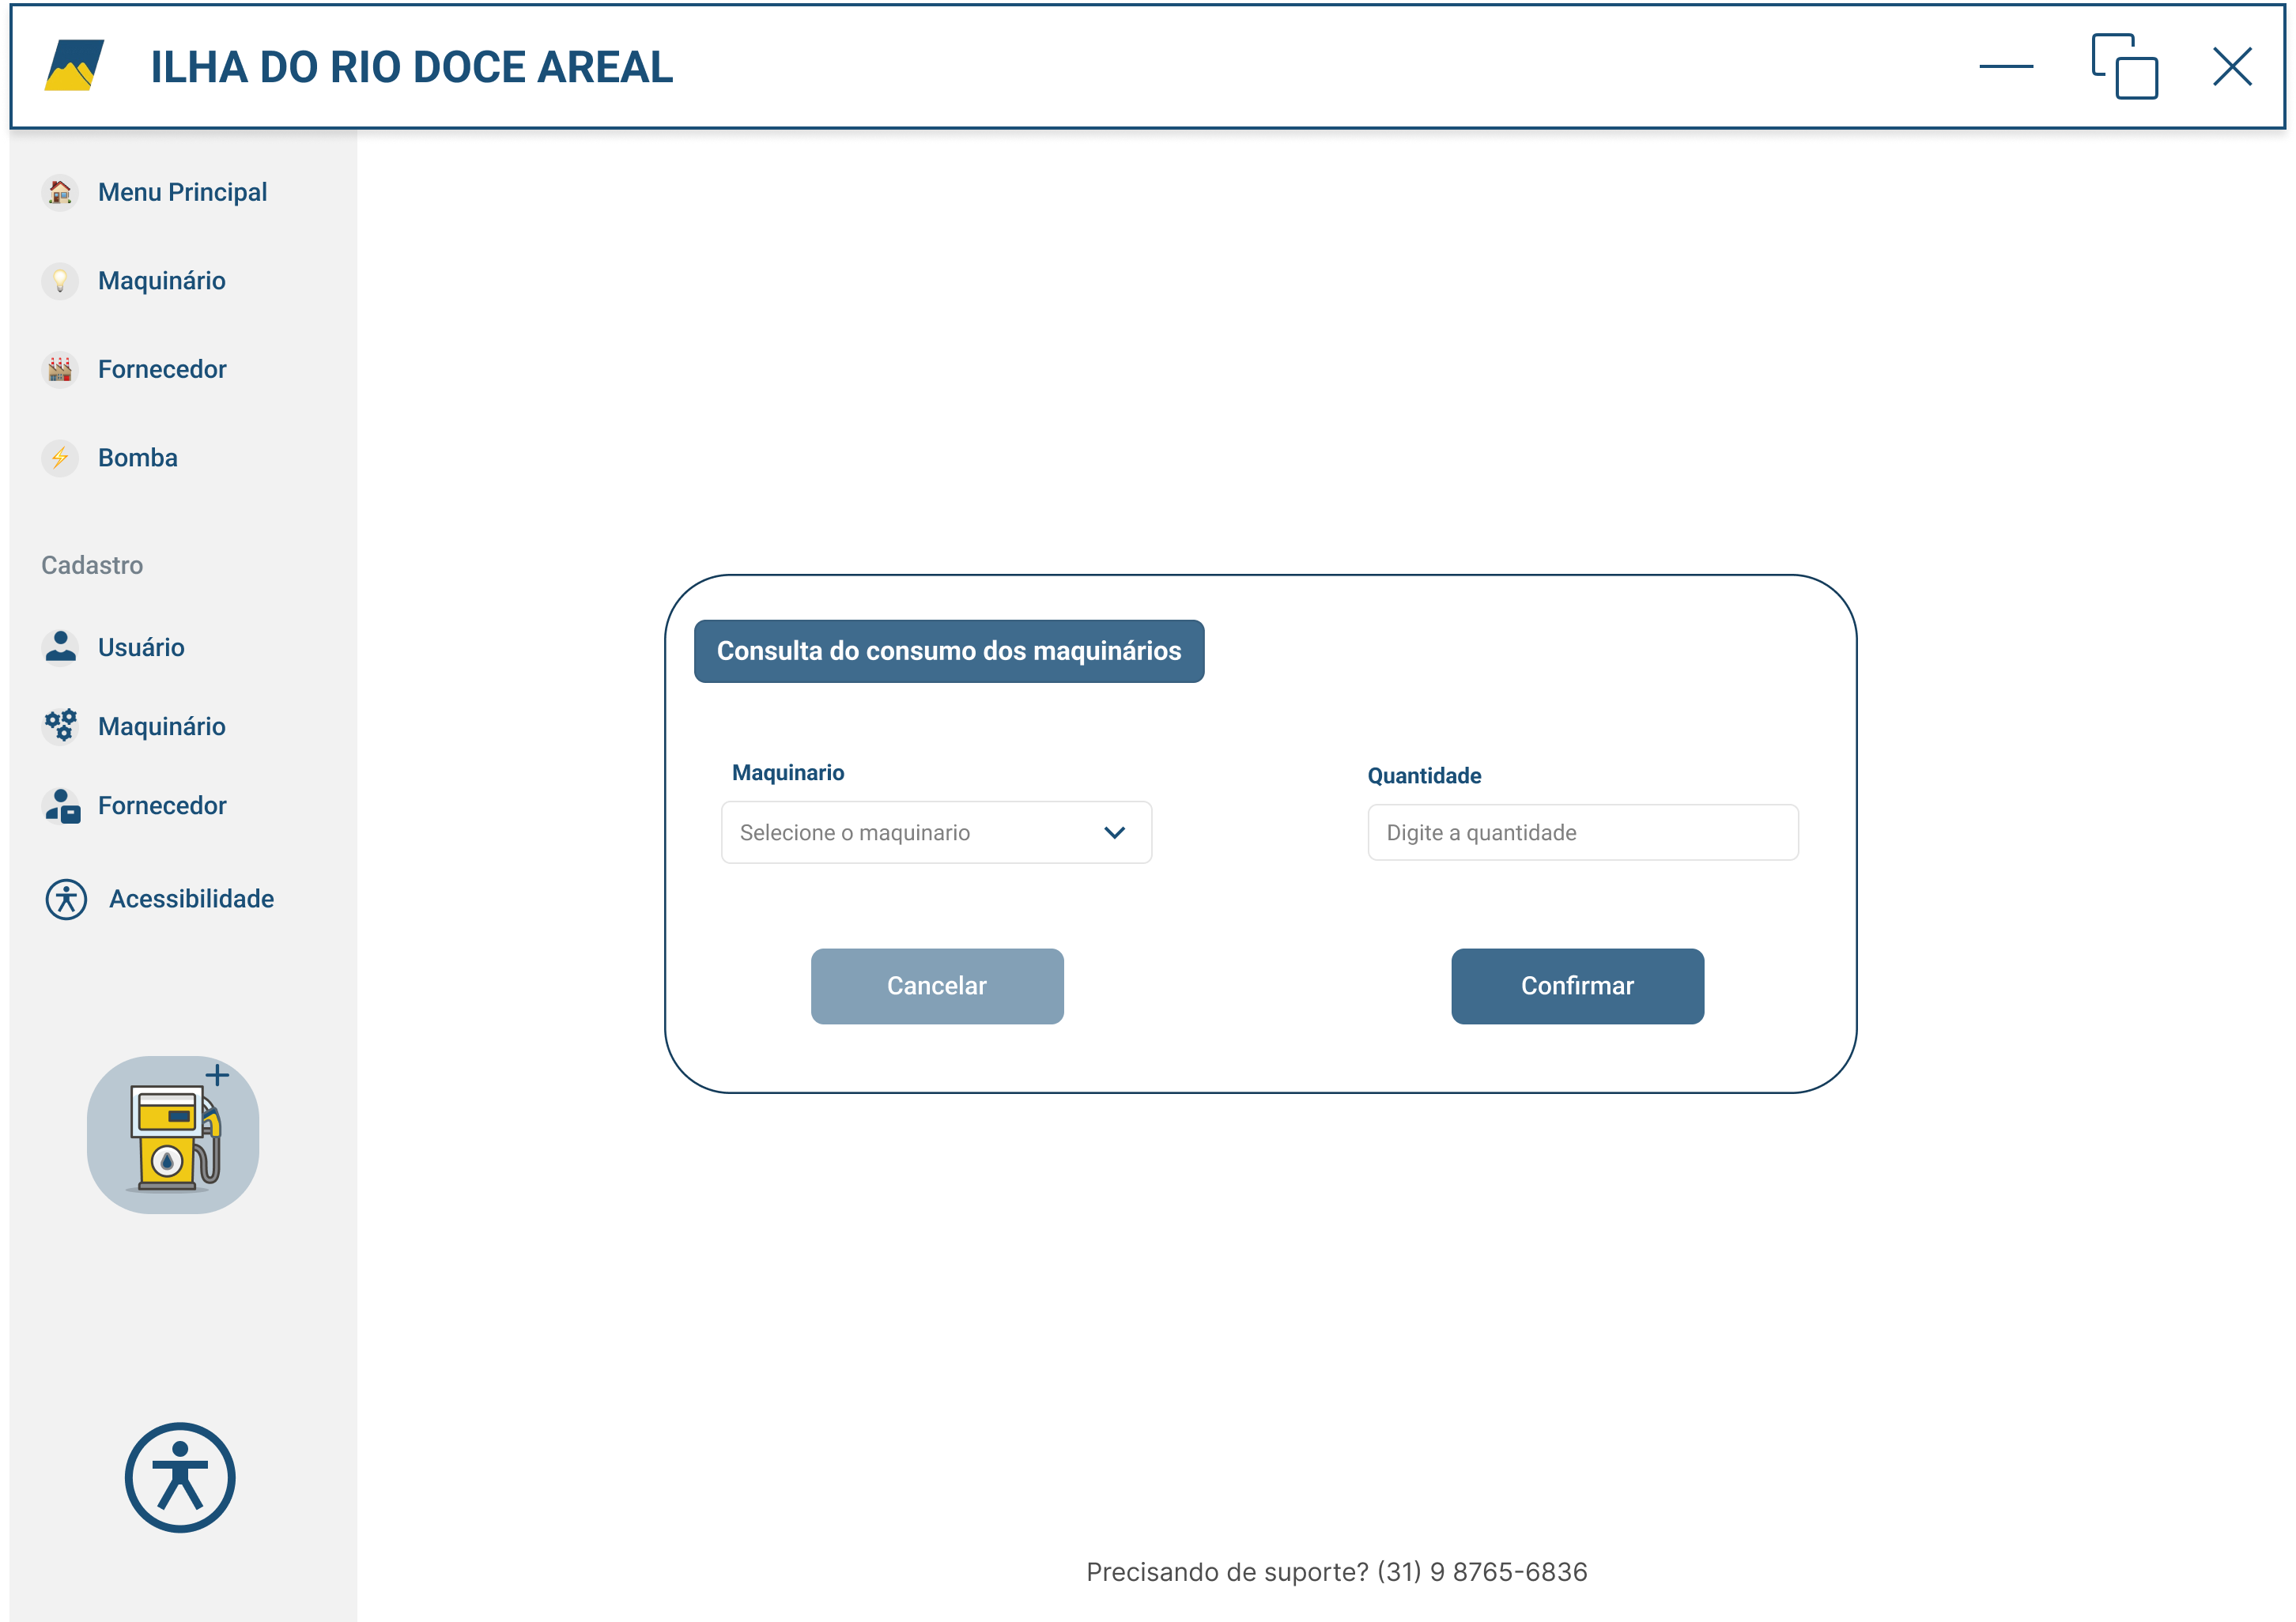 ILHA DO RIO DOCE AREAL
Menu Principal
Maquinário
Fornecedor
Bomba
Cadastro
Usuário
Maquinário
Fornecedor
Acessibilidade
Consulta do consumo dos maquinários
Maquinario
Quantidade
Selecione o maquinario
Digite a quantidade
Cancelar
Confirmar
Precisando de suporte? (31) 9 8765-6836